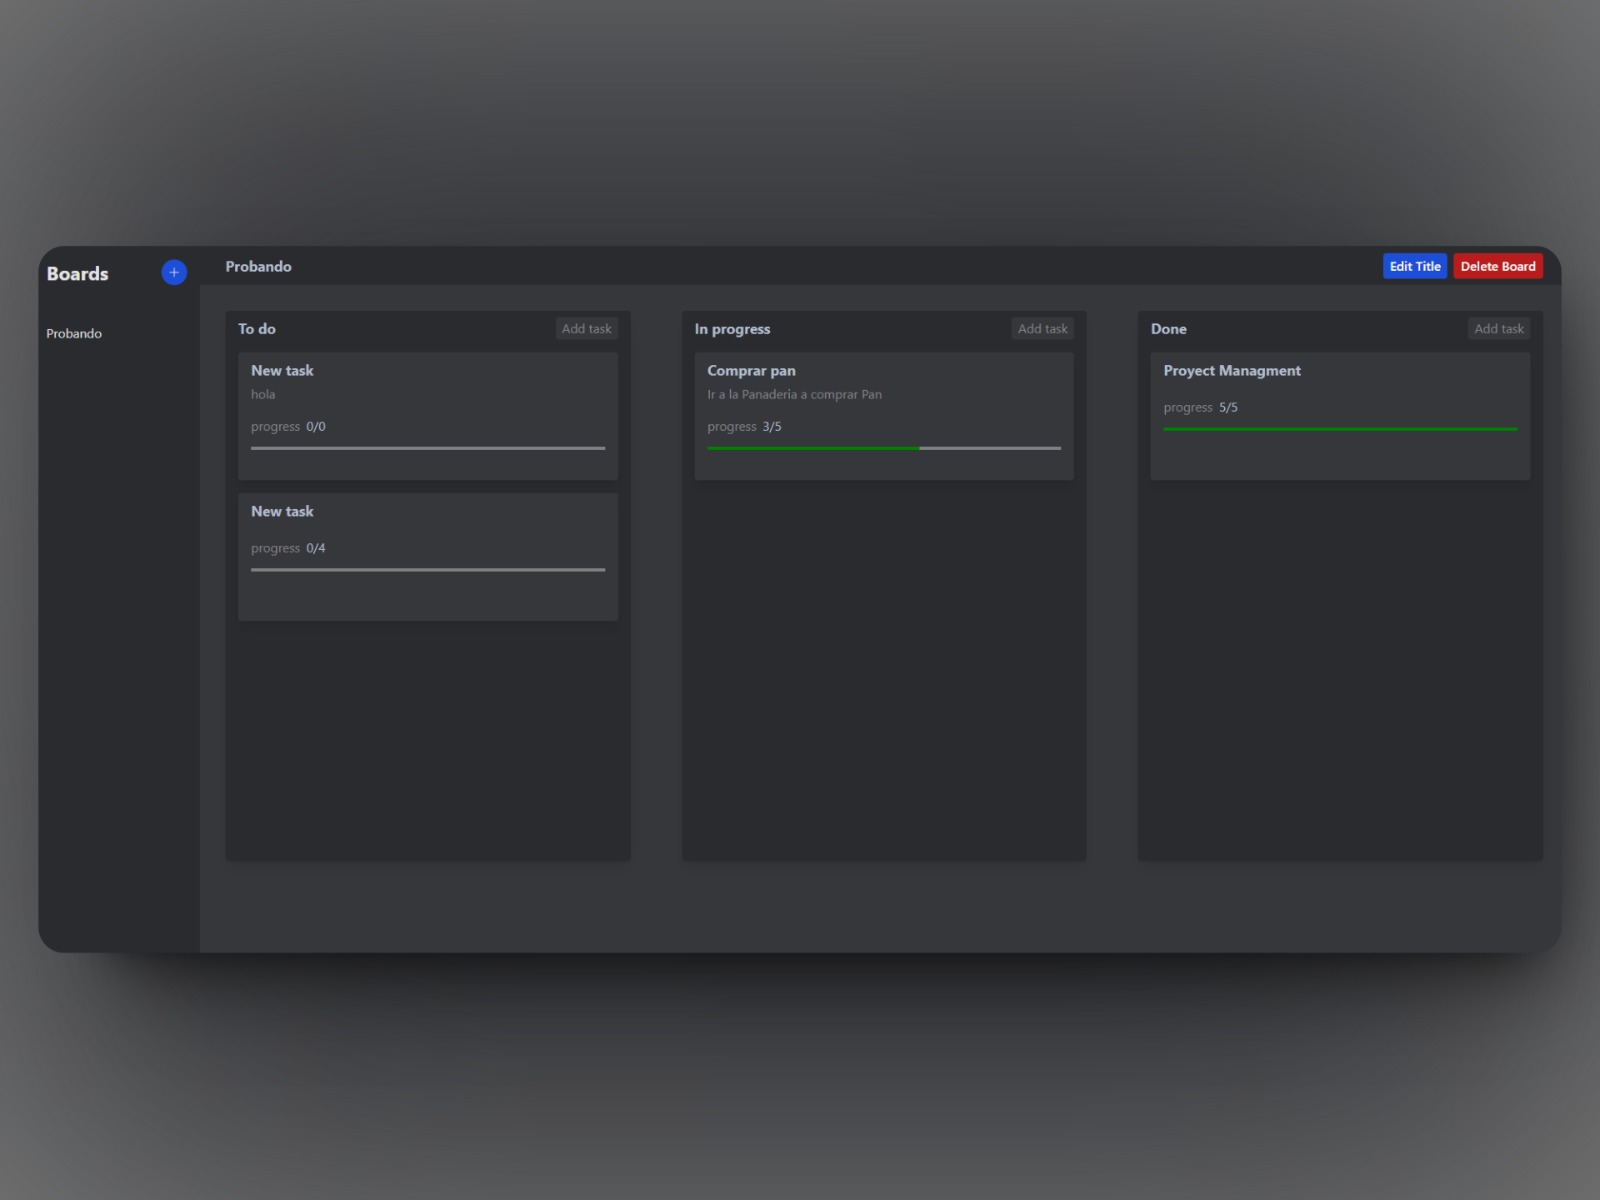 Boards
+
Probando
Probando
Edit Title
Delete Board
To do
Add task
New task
hola
progress 0/0
New task
progress 0/4
In progress
Add task
Comprar pan
Ir a la Panaderia a comprar Pan
progress 3/5
Done
Add task
Proyect Managment
progress 5/5